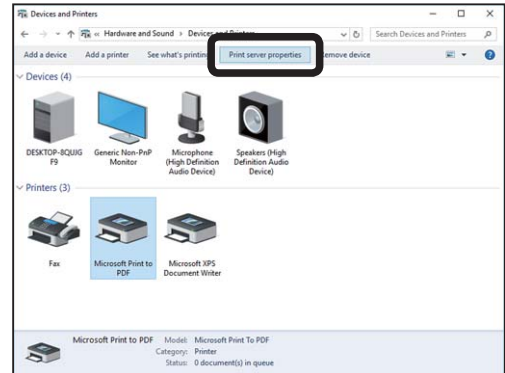 Devices and Printers
« Hardware and Sound › Devices and Printers
Search Devices and Printers
Add a device Add a printer See what's printing Print server properties Remove device
Devices (4)
DESKTOP-8QUJG
F9
Generic Non-PnP
Monitor
Microphone
(High Definition
Audio Device)
Speakers (High
Definition Audio
Device)
Printers (3)
Fax
Microsoft Print to
PDF
Microsoft XPS
Document Writer
Microsoft Print to PDF Model: Microsoft Print To PDF
Category: Printer
Status: 0 document(s) in queue